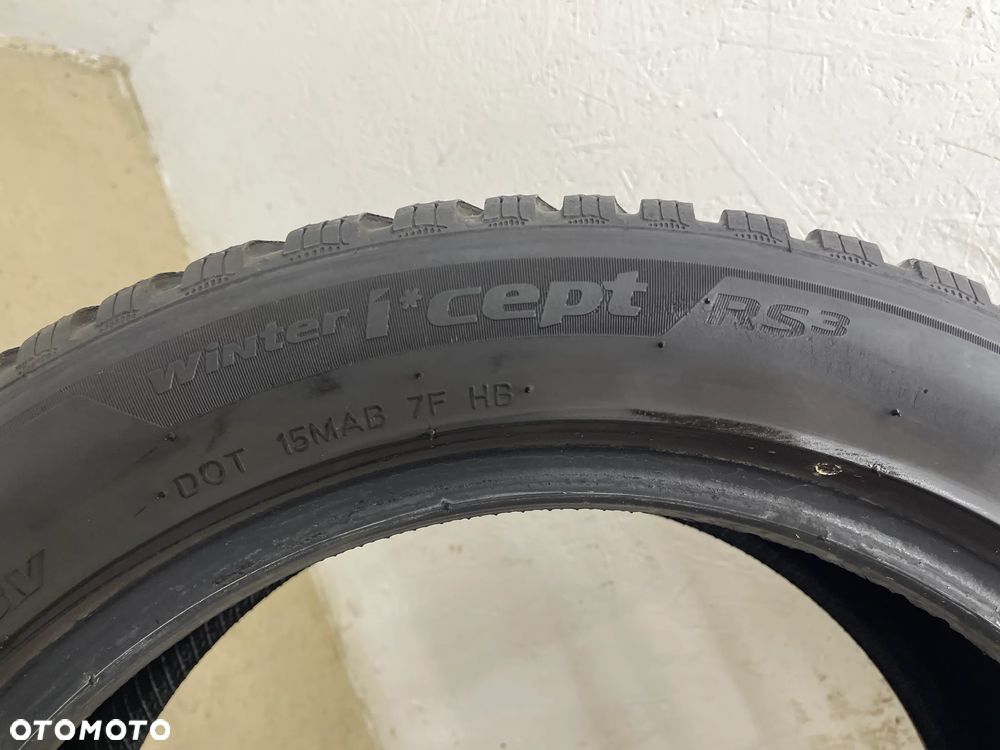 winter i*cept RS3
DOT 15MAB 7F HB
V
OTOMOTO